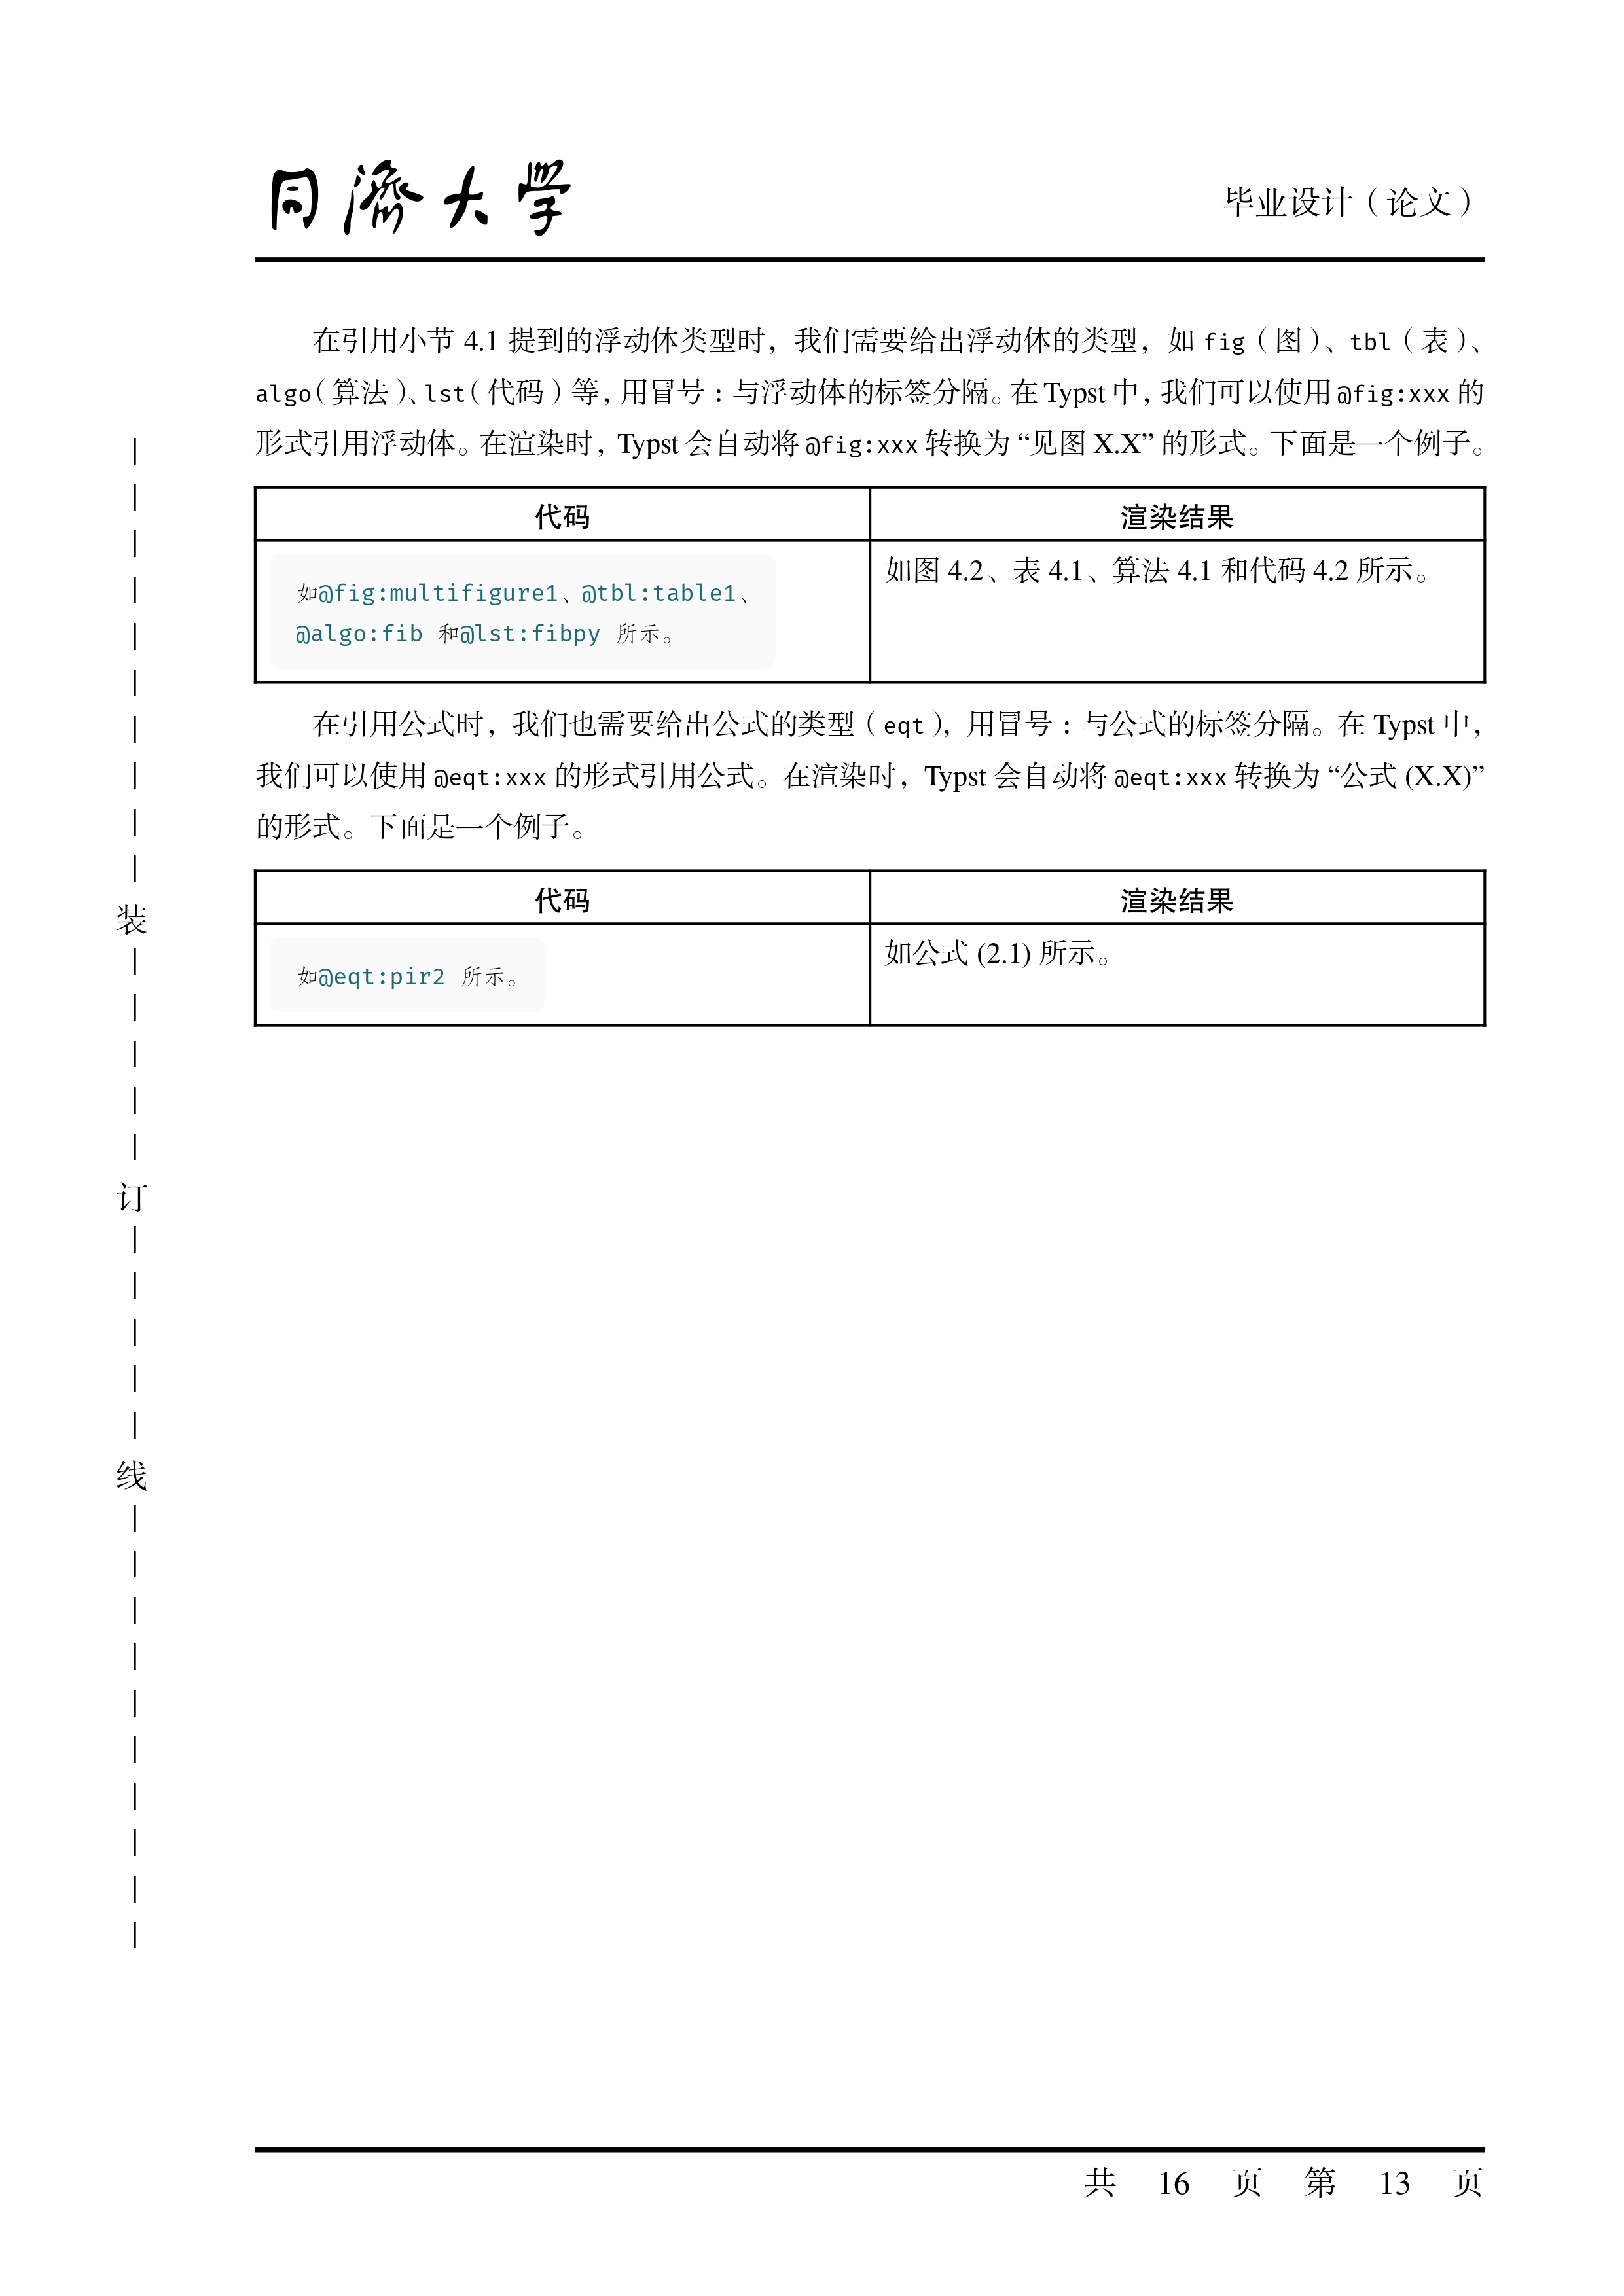 同濟大学
毕业设计（论文）
在引用小节 4.1 提到的浮动体类型时，我们需要给出浮动体的类型，如 fig（图）、tbl（表）、
algo（算法）、lst（代码）等，用冒号：与浮动体的标签分隔。在 Typst 中，我们可以使用 @fig:xxx 的
形式引用浮动体。在渲染时，Typst 会自动将 @fig:xxx 转换为 “见图 X.X” 的形式。下面是一个例子。
代码
渲染结果
如@fig:multifigure1、@tbl:table1、
@algo:fib 和@lst:fibpy 所示。
如图 4.2、表 4.1、算法 4.1 和代码 4.2 所示。
在引用公式时，我们也需要给出公式的类型（eqt），用冒号：与公式的标签分隔。在 Typst 中，
我们可以使用 @eqt:xxx 的形式引用公式。在渲染时，Typst 会自动将 @eqt:xxx 转换为 “公式 (X.X)”
的形式。下面是一个例子。
代码
渲染结果
如@eqt:pir2 所示。
如公式 (2.1) 所示。
装
订
线
共 16 页 第 13 页